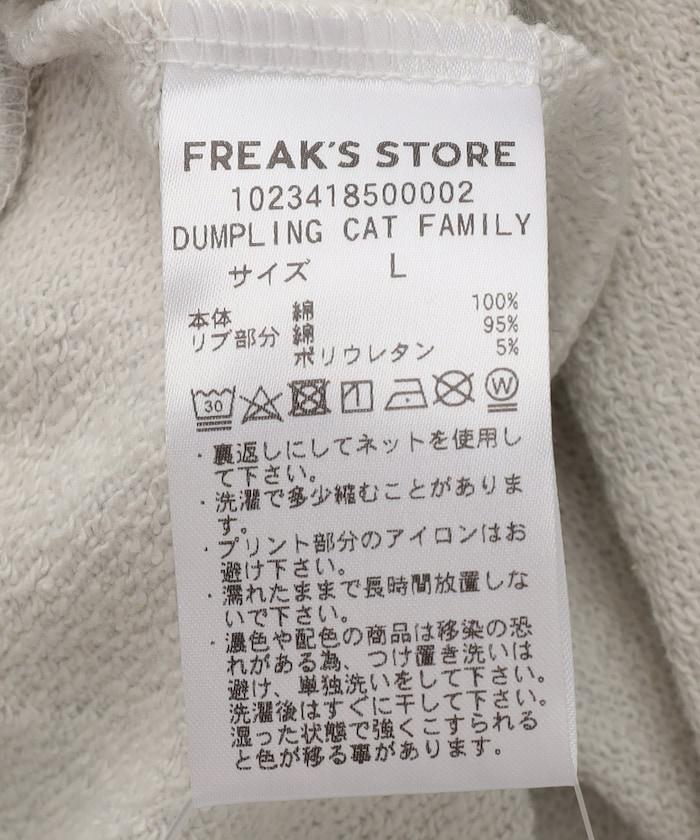 FREAK'S STORE
1023418500002
DUMPLING CAT FAMILY
サイズ L
本体 綿 100%
リブ部分 綿 95%
ポリウレタン 5%
30 W
・裏返しにしてネットを使用し
て下さい。
・洗濯で多少縮むことがありま
す。
・プリント部分のアイロンはお
避け下さい。
・濡れたままで長時間放置しな
いで下さい。
・濃色や配色の商品は移染の恐
れがある為、つけ置き洗いは
避け、単独洗いをして下さい。
洗濯後はすぐに干して下さい。
湿った状態で強くこすられる
と色が移る事があります。